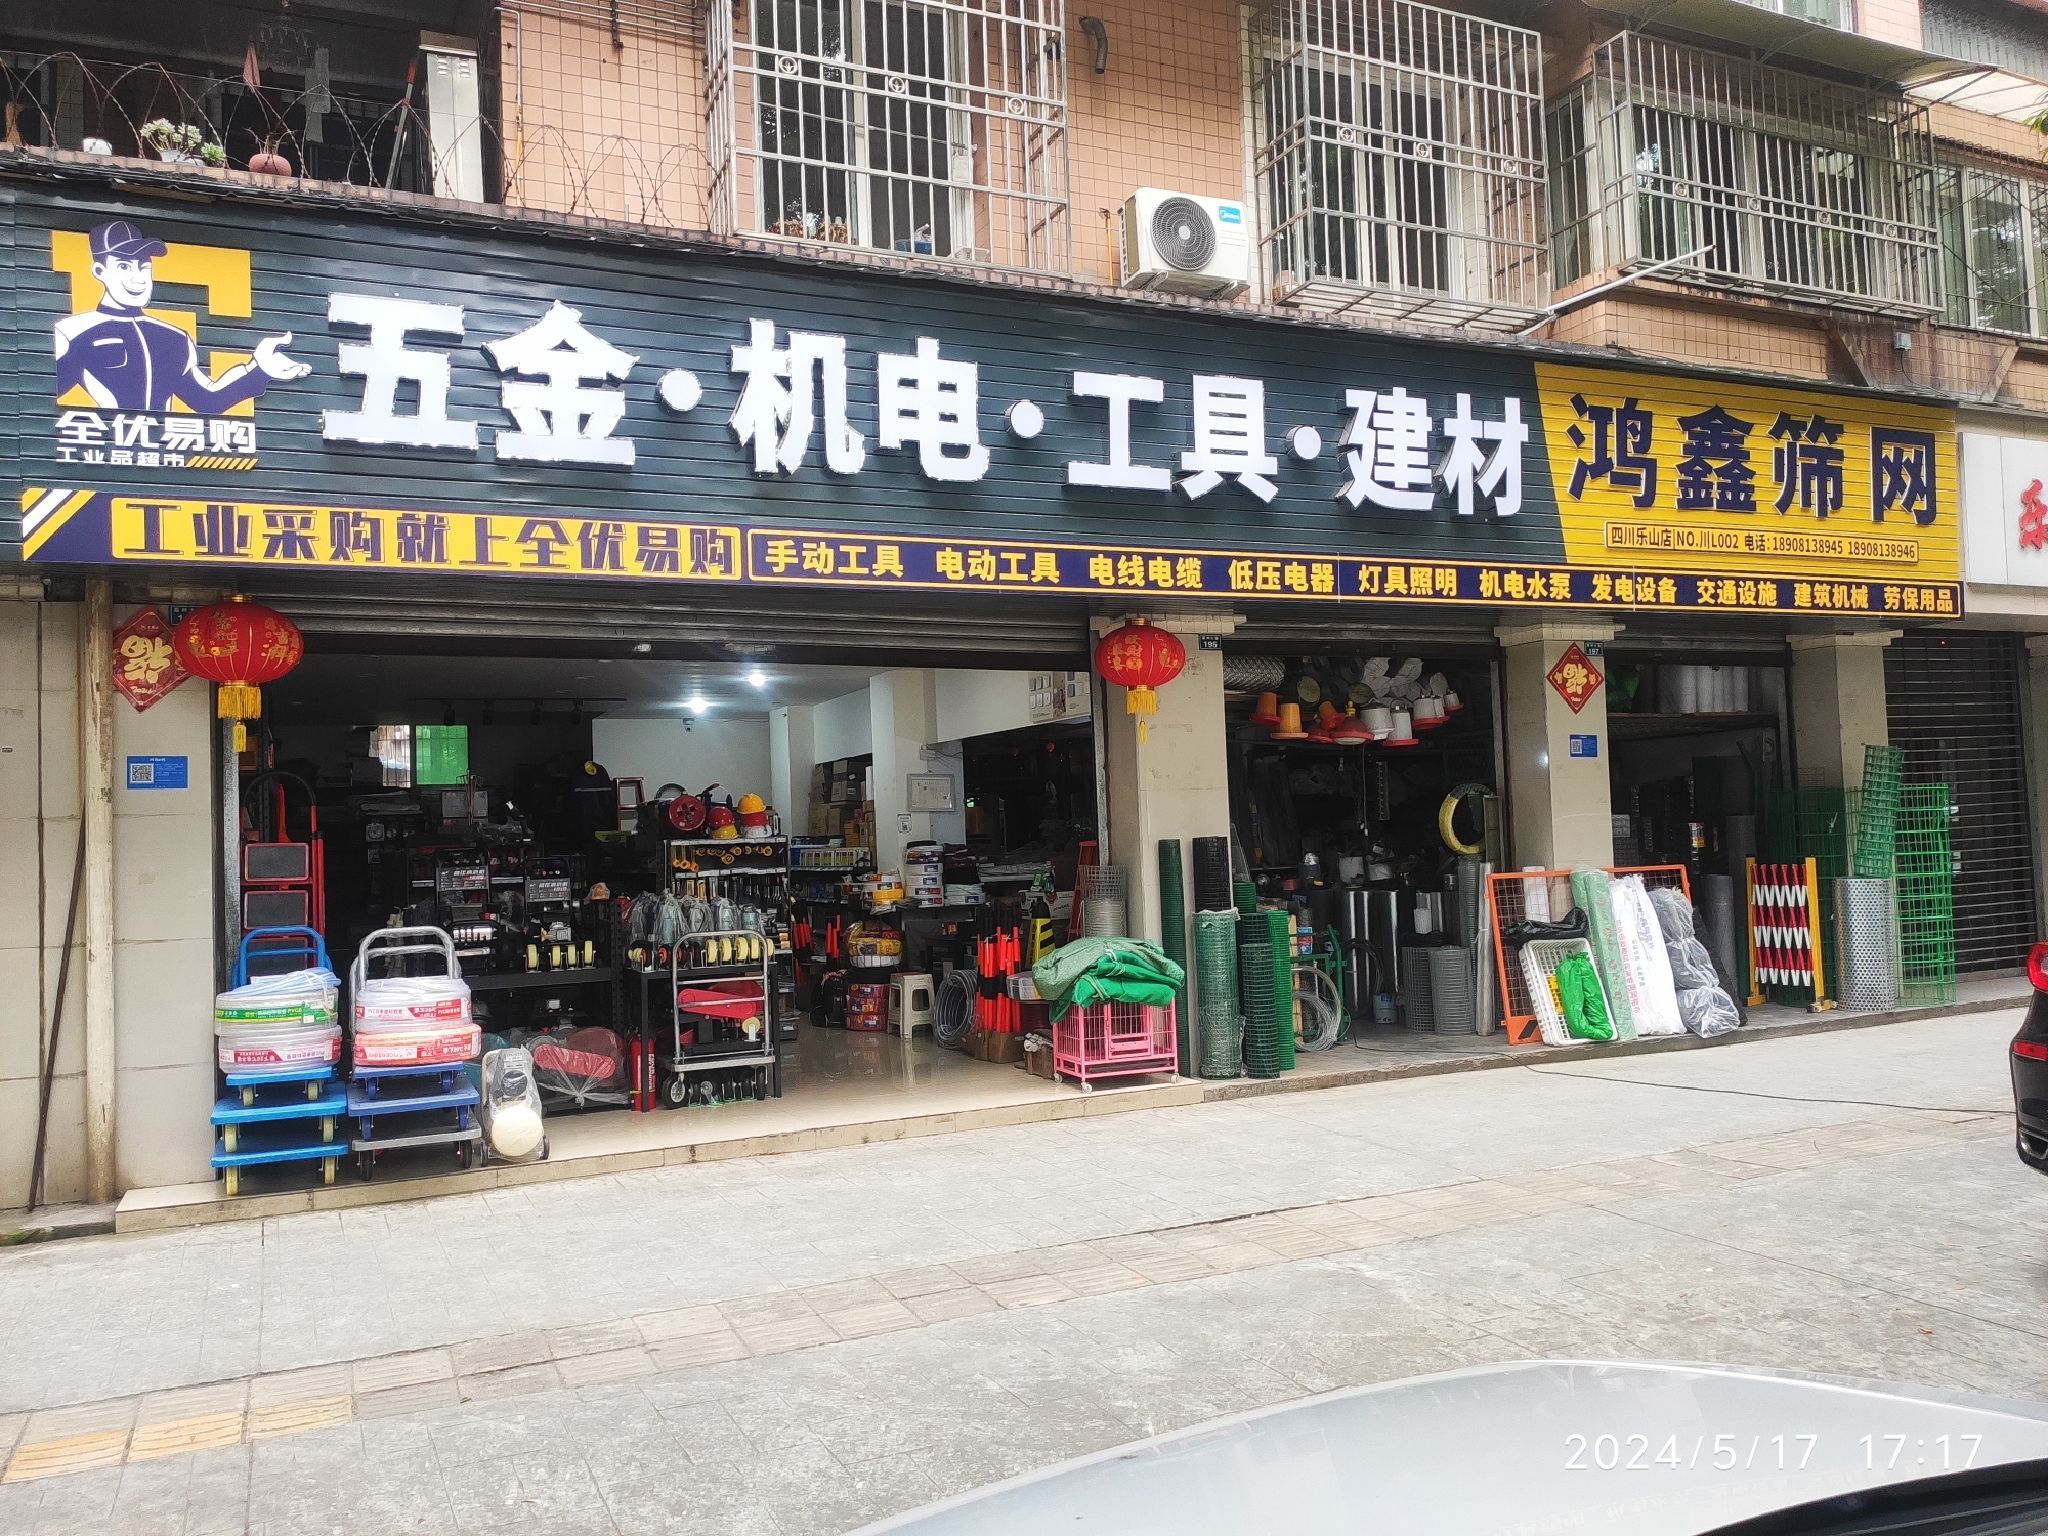 五金·机电·工具·建材
鸿鑫筛网
全优易购
工业品超市
四川乐山店 NO.川L002 电话:18908138945 18908138946
工业采购就上全优易购
手动工具 电动工具 电线电缆 低压电器 灯具照明 机电水泵 发电设备 交通设施 建筑机械 劳保用品
乐
Midea
福
福
195
197
2024/5/17 17:17